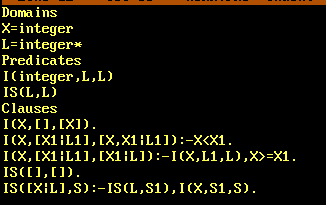 Domains
X=integer
L=integer*
Predicates
I(integer,L,L)
IS(L,L)
Clauses
I(X,[],[X]).
I(X,[X1|L1],[X,X1|L1]):-X<X1.
I(X,[X1|L1],[X1|L]):-I(X,L1,L),X>=X1.
IS([],[]).
IS([X|L],S):-IS(L,S1),I(X,S1,S).